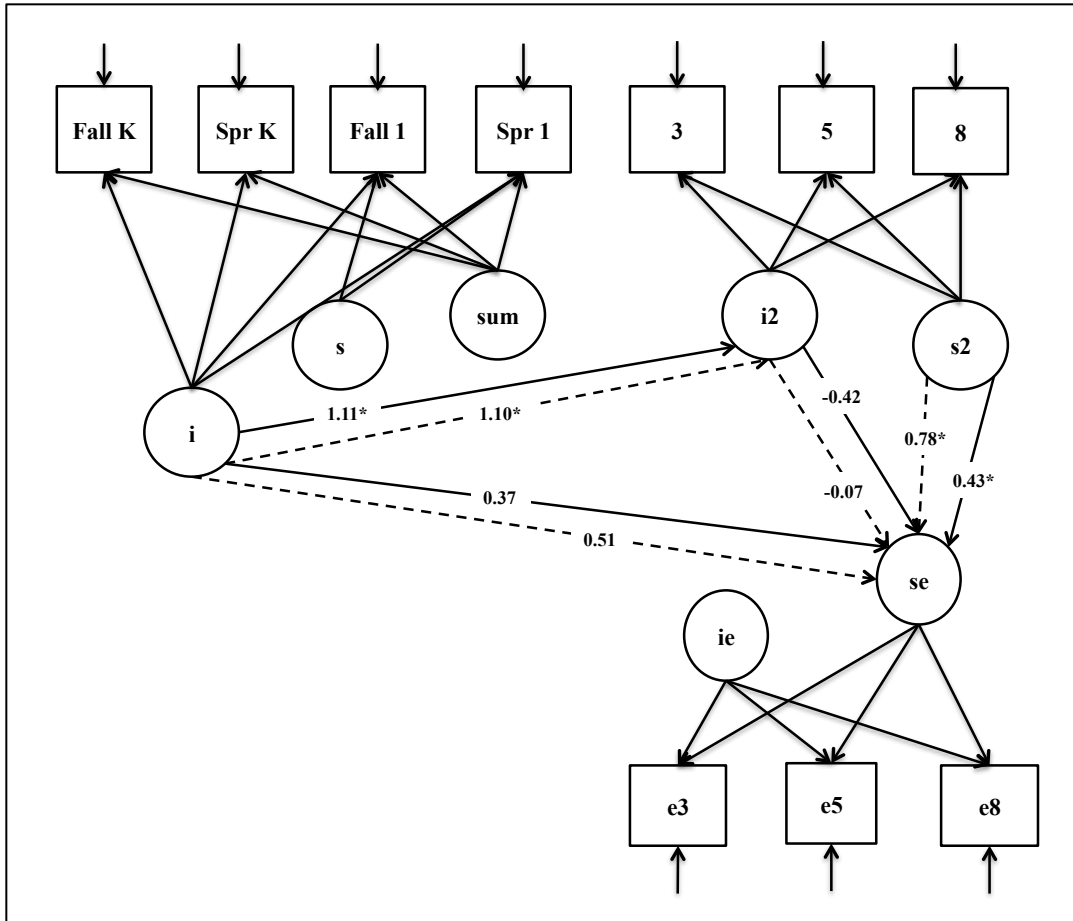 Fall K
Spr K
Fall 1
Spr 1
3
5
8
s
sum
i2
s2
i
1.11*
1.10*
-0.42
0.78*
0.43*
-0.07
0.37
0.51
se
ie
e3
e5
e8